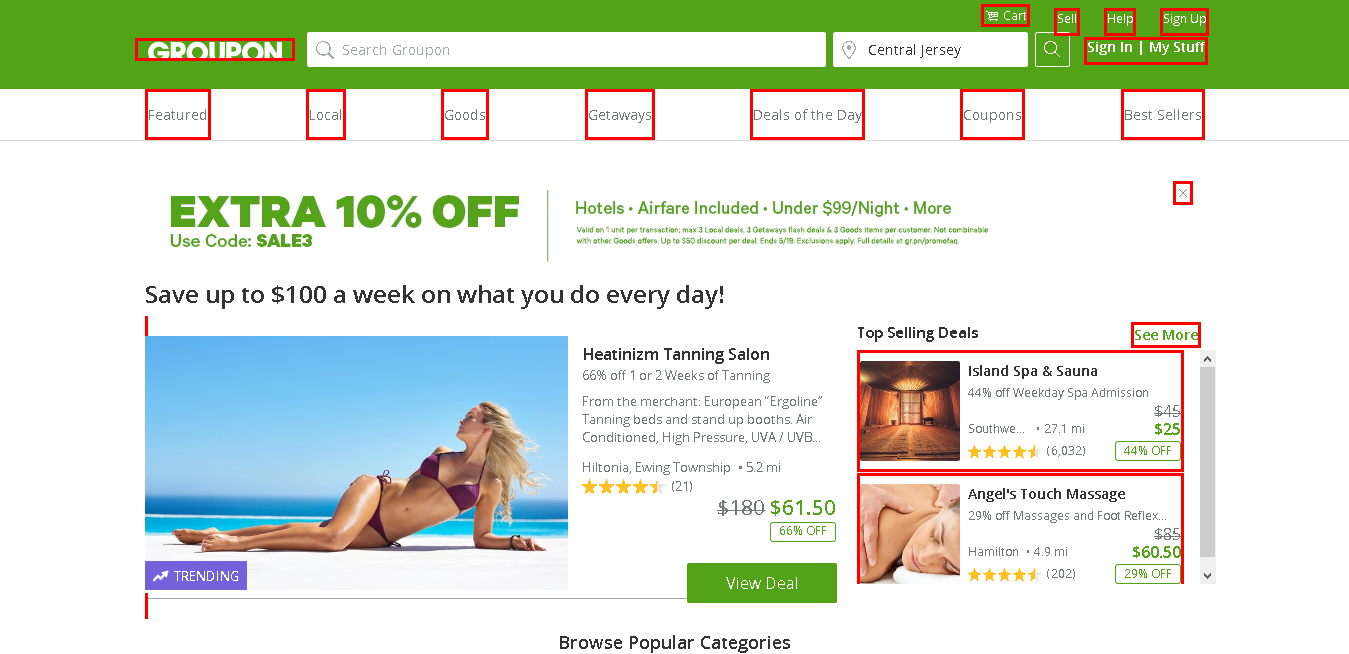 Cart
Sell
Help
Sign Up
GROUPON
Search Groupon
Central Jersey
Sign In | My Stuff
Featured
Local
Goods
Getaways
Deals of the Day
Coupons
Best Sellers
EXTRA 10% OFF
Use Code: SALE3
Hotels • Airfare Included • Under $99/Night • More
Valid on 1 unit per transaction; max 3 Local deals, 3 Getaways flash deals & 3 Goods items per customer. Not combinable
with other Goods offers. Up to $50 discount per deal. Ends 5/19. Exclusions apply. Full details at gr.pn/promofaq.
Save up to $100 a week on what you do every day!
TRENDING
Heatinizm Tanning Salon
66% off 1 or 2 Weeks of Tanning
From the merchant: European “Ergoline”
Tanning beds and stand up booths. Air
Conditioned, High Pressure, UVA / UVB...
Hiltonia, Ewing Township • 5.2 mi
(21)
$180 $61.50
66% OFF
View Deal
Top Selling Deals
See More
Island Spa & Sauna
44% off Weekday Spa Admission
$45
Southwe... • 27.1 mi
$25
(6,032)
44% OFF
Angel's Touch Massage
29% off Massages and Foot Reflex...
$85
Hamilton • 4.9 mi
$60.50
(202)
29% OFF
Browse Popular Categories